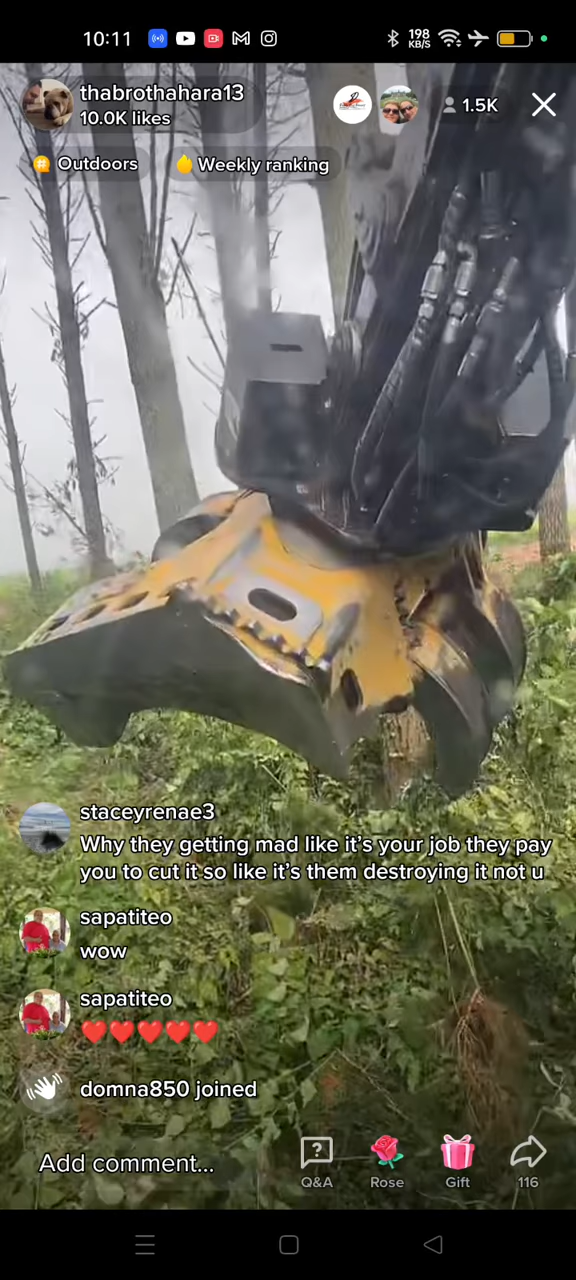 10:11
198
KB/S
thabrothahara13
10.0K likes
1.5K
Outdoors
Weekly ranking
staceyrenae3
Why they getting mad like it's your job they pay
you to cut it so like it's them destroying it not u
sapatiteo
wow
sapatiteo
❤️❤️❤️❤️❤️
domna850 joined
Add comment...
Q&A
Rose
Gift
116